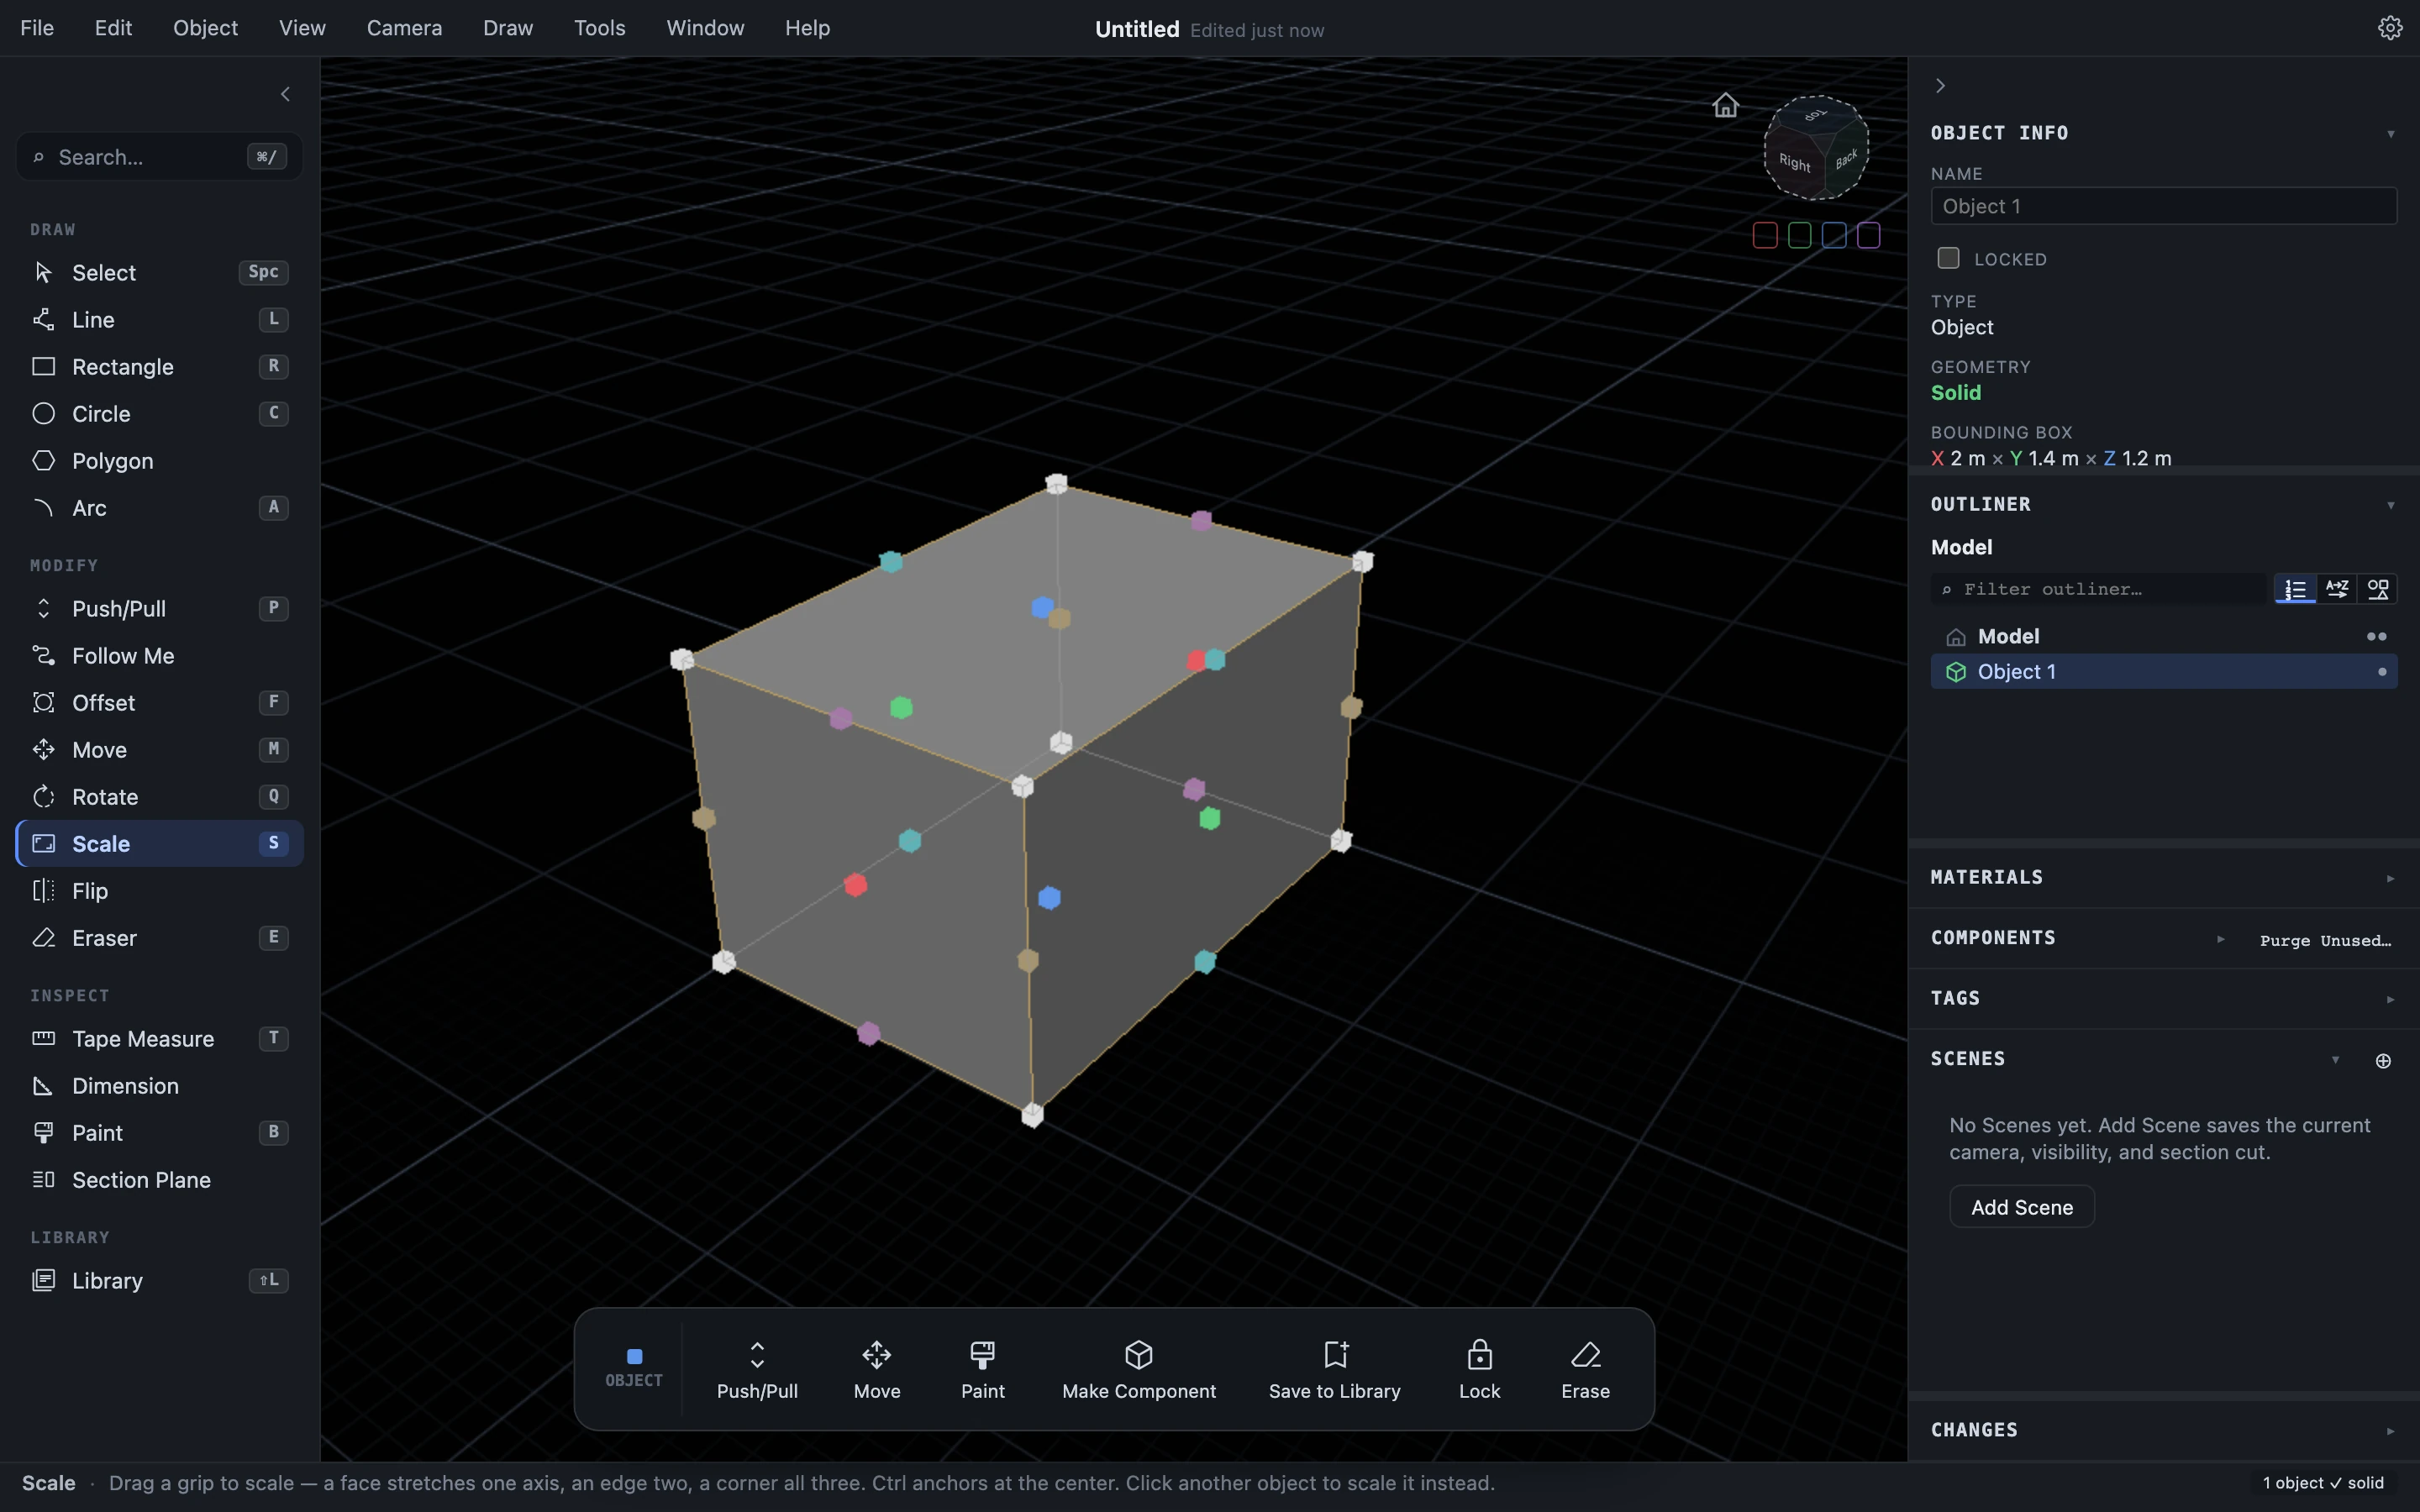 File Edit Object View Camera Draw Tools Window Help
Untitled Edited just now
Search... ⌘/
DRAW
Select Spc
Line L
Rectangle R
Circle C
Polygon
Arc A
MODIFY
Push/Pull P
Follow Me
Offset F
Move M
Rotate Q
Scale S
Flip
Eraser E
INSPECT
Tape Measure T
Dimension
Paint B
Section Plane
LIBRARY
Library ⇧L
Top
Right
Back
OBJECT
Push/Pull
Move
Paint
Make Component
Save to Library
Lock
Erase
OBJECT INFO
NAME
Object 1
LOCKED
TYPE
Object
GEOMETRY
Solid
BOUNDING BOX
X 2 m × Y 1.4 m × Z 1.2 m
OUTLINER
Model
Filter outliner…
Model
Object 1
MATERIALS
COMPONENTS Purge Unused…
TAGS
SCENES
No Scenes yet. Add Scene saves the current
camera, visibility, and section cut.
Add Scene
CHANGES
Scale · Drag a grip to scale — a face stretches one axis, an edge two, a corner all three. Ctrl anchors at the center. Click another object to scale it instead.
1 object ✓ solid